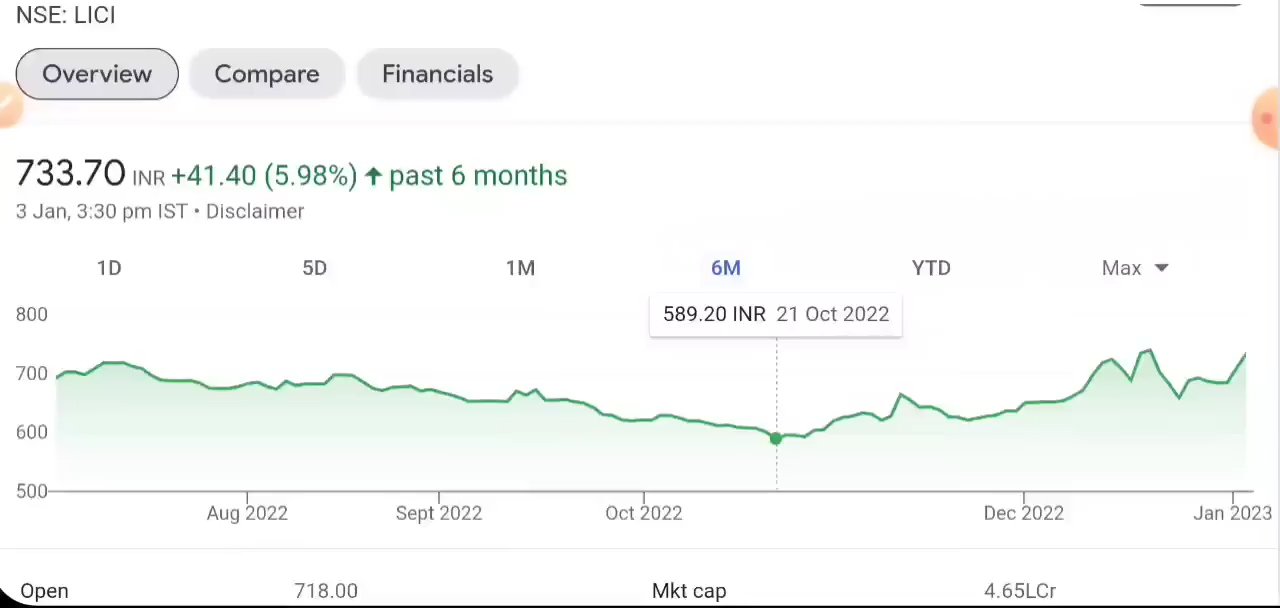 NSE: LICI
Overview Compare Financials
733.70 INR +41.40 (5.98%) ↑ past 6 months
3 Jan, 3:30 pm IST • Disclaimer
1D 5D 1M 6M YTD Max
589.20 INR 21 Oct 2022
800
700
600
500
Aug 2022 Sept 2022 Oct 2022 Dec 2022 Jan 2023
Open 718.00 Mkt cap 4.65LCr